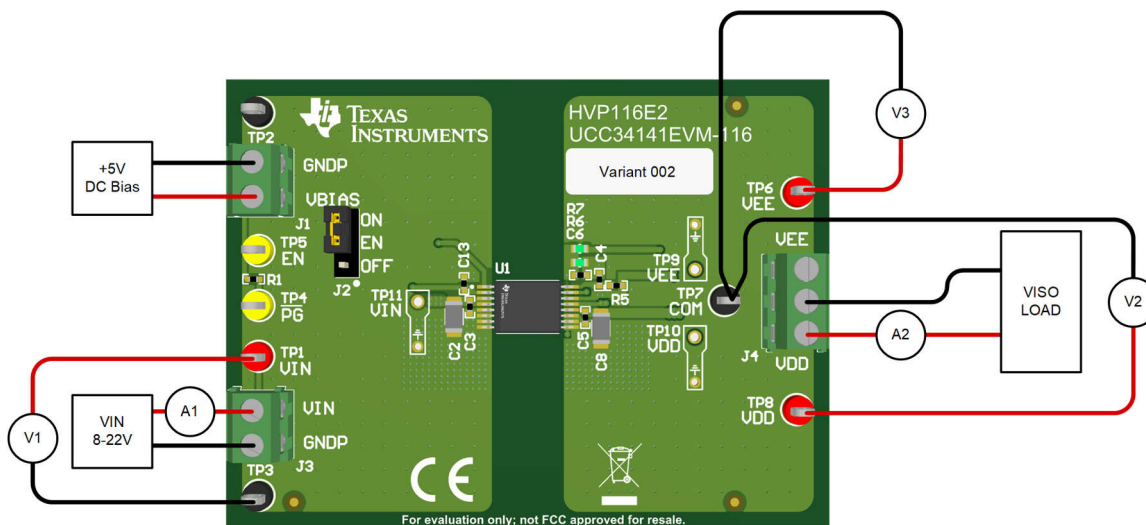 TEXAS
INSTRUMENTS
HVP116E2
UCC34141EVM-116
Variant 002
+5V
DC Bias
TP2
GNDP
VBIAS
J1
ON
EN
OFF
J2
TP5
EN
R1
TP4
PG
TP1
VIN
VIN
8-22V
A1
V1
VIN
GNDP
J3
TP3
TP11
VIN
C13
C2
C3
U1
R7
R6
C6
C4
R5
C5
C8
TP9
VEE
TP7
COM
TP10
VDD
TP6
VEE
V3
VEE
J4
VDD
A2
VISO
LOAD
V2
TP8
VDD
CE
For evaluation only; not FCC approved for resale.